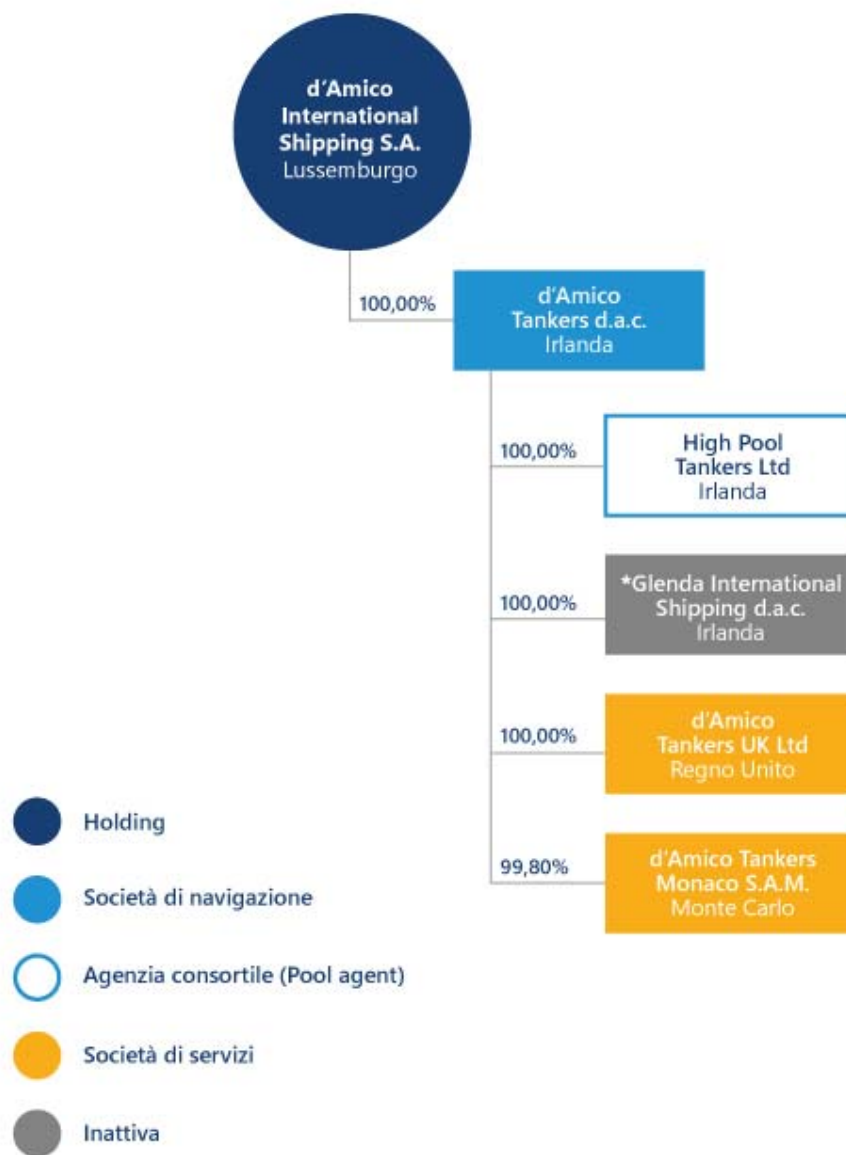 d'Amico
International
Shipping S.A.
Lussemburgo
100,00%
d'Amico
Tankers d.a.c.
Irlanda
100,00%
High Pool
Tankers Ltd
Irlanda
100,00%
*Glenda International
Shipping d.a.c.
Irlanda
100,00%
d'Amico
Tankers UK Ltd
Regno Unito
99,80%
d'Amico Tankers
Monaco S.A.M.
Monte Carlo
Holding
Società di navigazione
Agenzia consortile (Pool agent)
Società di servizi
Inattiva